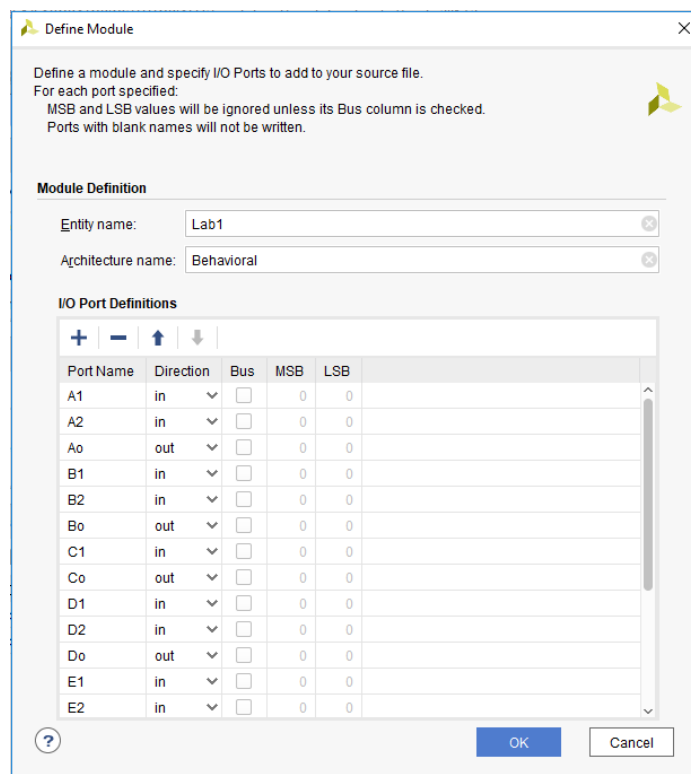 Define Module
Define a module and specify I/O Ports to add to your source file.
For each port specified:
MSB and LSB values will be ignored unless its Bus column is checked.
Ports with blank names will not be written.
Module Definition
Entity name: Lab1
Architecture name: Behavioral
I/O Port Definitions
Port Name Direction Bus MSB LSB
A1 in 0 0
A2 in 0 0
Ao out 0 0
B1 in 0 0
B2 in 0 0
Bo out 0 0
C1 in 0 0
Co out 0 0
D1 in 0 0
D2 in 0 0
Do out 0 0
E1 in 0 0
E2 in 0 0
? OK Cancel